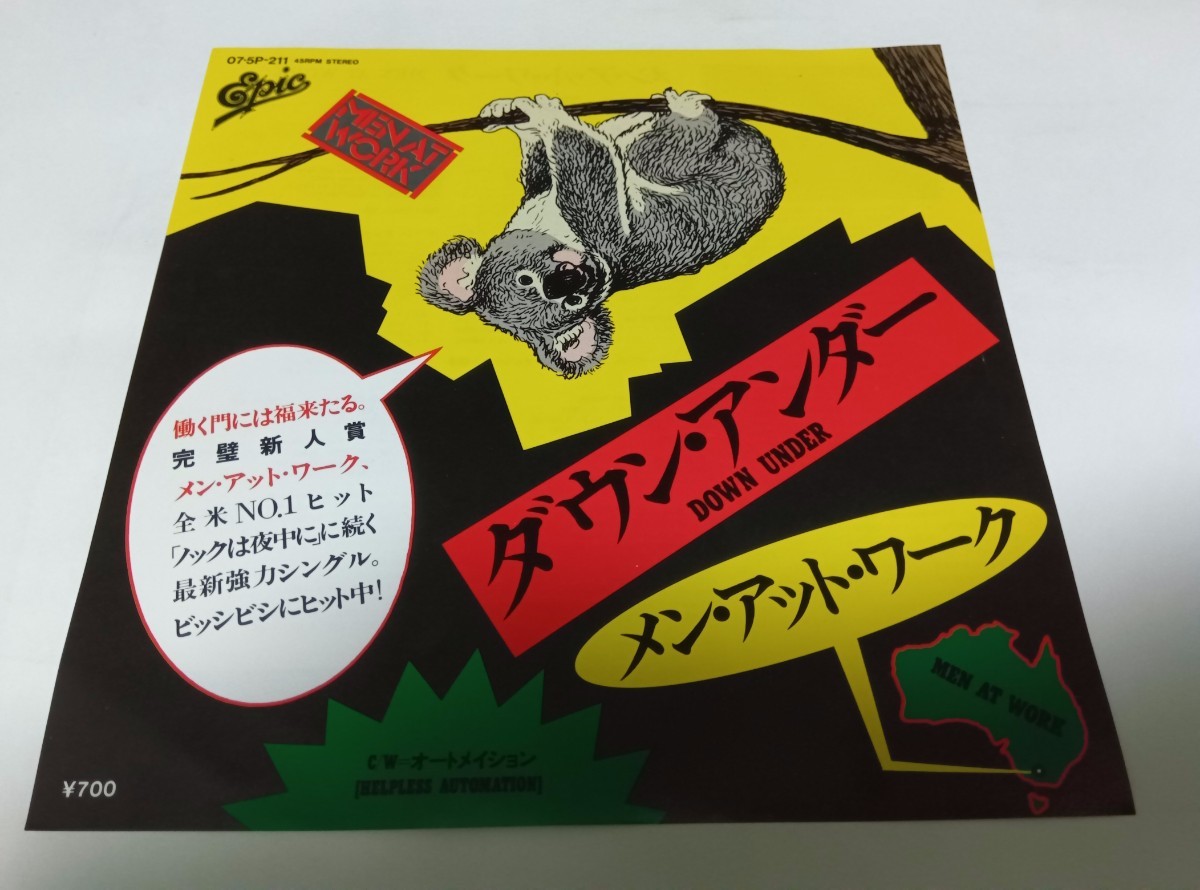 07・5P-211 45RPM STEREO
Epic
MEN AT
WORK
働く門には福来たる。
完璧新人賞
メン・アット・ワーク、
全米NO.1ヒット
「ノックは夜中に」に続く
最新強力シングル。
ビッシビシにヒット中!
ダウン・アンダー
DOWN UNDER
メン・アット・ワーク
MEN AT WORK
C/W=オートメイション
[HELPLESS AUTOMATION]
¥700